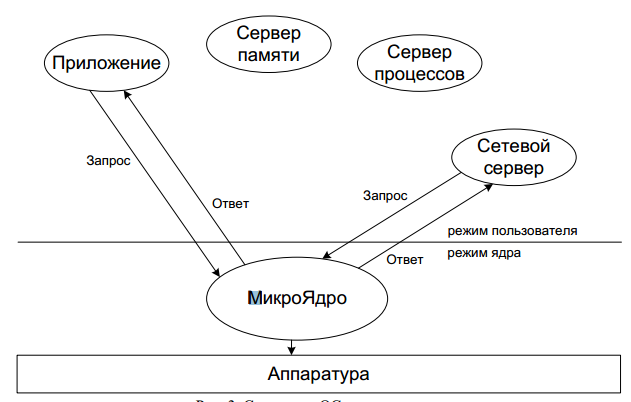 Сервер
памяти
Сервер
процессов
Приложение
Сетевой
сервер
Запрос
Запрос
Ответ
режим пользователя
режим ядра
Ответ
МикроЯдро
Аппаратура